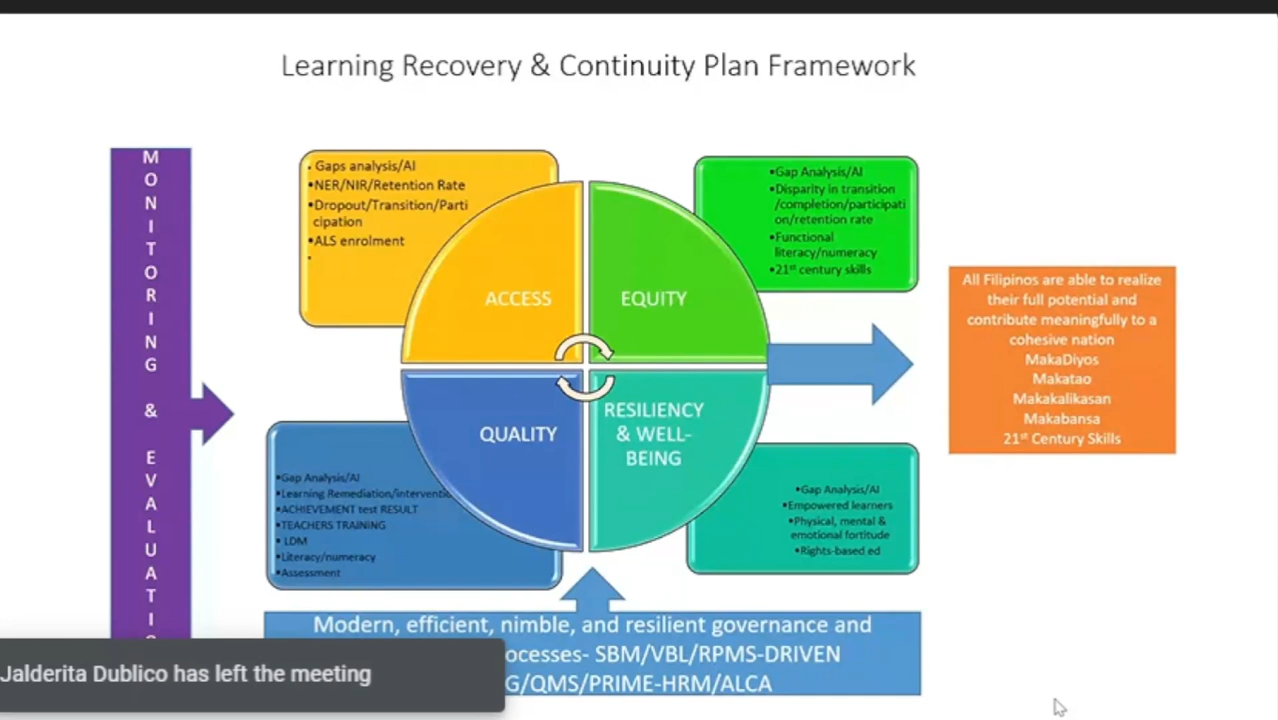 Learning Recovery & Continuity Plan Framework
M
O
N
I
T
O
R
I
N
G
&
E
V
A
L
U
A
T
I
• Gaps analysis/AI
•NER/NIR/Retention Rate
•Dropout/Transition/Parti
cipation
•ALS enrolment
•
•Gap Analysis/AI
•Disparity in transition
/completion/participati
on/retention rate
•Functional
literacy/numeracy
•21st century skills
ACCESS
EQUITY
QUALITY
RESILIENCY
& WELL-
BEING
•Gap Analysis/AI
•Learning Remediation/interventio
•ACHIEVEMENT test RESULT
•TEACHERS TRAINING
• LDM
•Literacy/numeracy
•Assessment
•Gap Analysis/AI
•Empowered learners
•Physical, mental &
emotional fortitude
•Rights-based ed
All Filipinos are able to realize
their full potential and
contribute meaningfully to a
cohesive nation
MakaDiyos
Makatao
Makakalikasan
Makabansa
21st Century Skills
Modern, efficient, nimble, and resilient governance and
ocesses- SBM/VBL/RPMS-DRIVEN
G/QMS/PRIME-HRM/ALCA
Jalderita Dublico has left the meeting